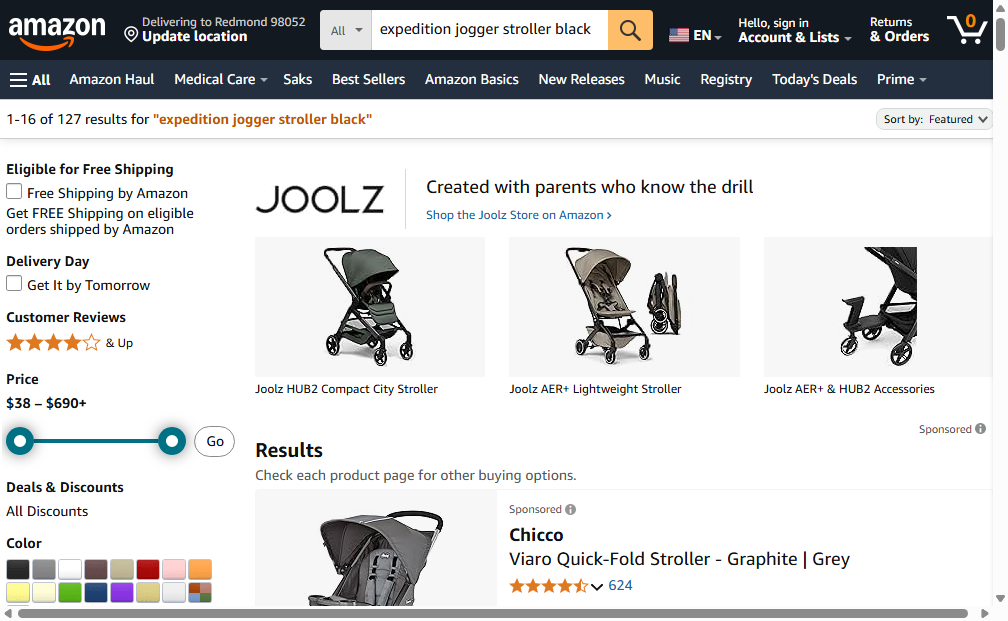 amazon
Delivering to Redmond 98052
Update location
All
expedition jogger stroller black
EN
Hello, sign in
Account & Lists
Returns
& Orders
0
All
Amazon Haul
Medical Care
Saks
Best Sellers
Amazon Basics
New Releases
Music
Registry
Today's Deals
Prime
1-16 of 127 results for "expedition jogger stroller black"
Sort by: Featured
Eligible for Free Shipping
Free Shipping by Amazon
Get FREE Shipping on eligible
orders shipped by Amazon
Delivery Day
Get It by Tomorrow
Customer Reviews
& Up
Price
$38 – $690+
Go
Deals & Discounts
All Discounts
Color
JOOLZ
Created with parents who know the drill
Shop the Joolz Store on Amazon ›
Joolz HUB2 Compact City Stroller
Joolz AER+ Lightweight Stroller
Joolz AER+ & HUB2 Accessories
Sponsored
Results
Check each product page for other buying options.
Sponsored
Chicco
Viaro Quick-Fold Stroller - Graphite | Grey
624